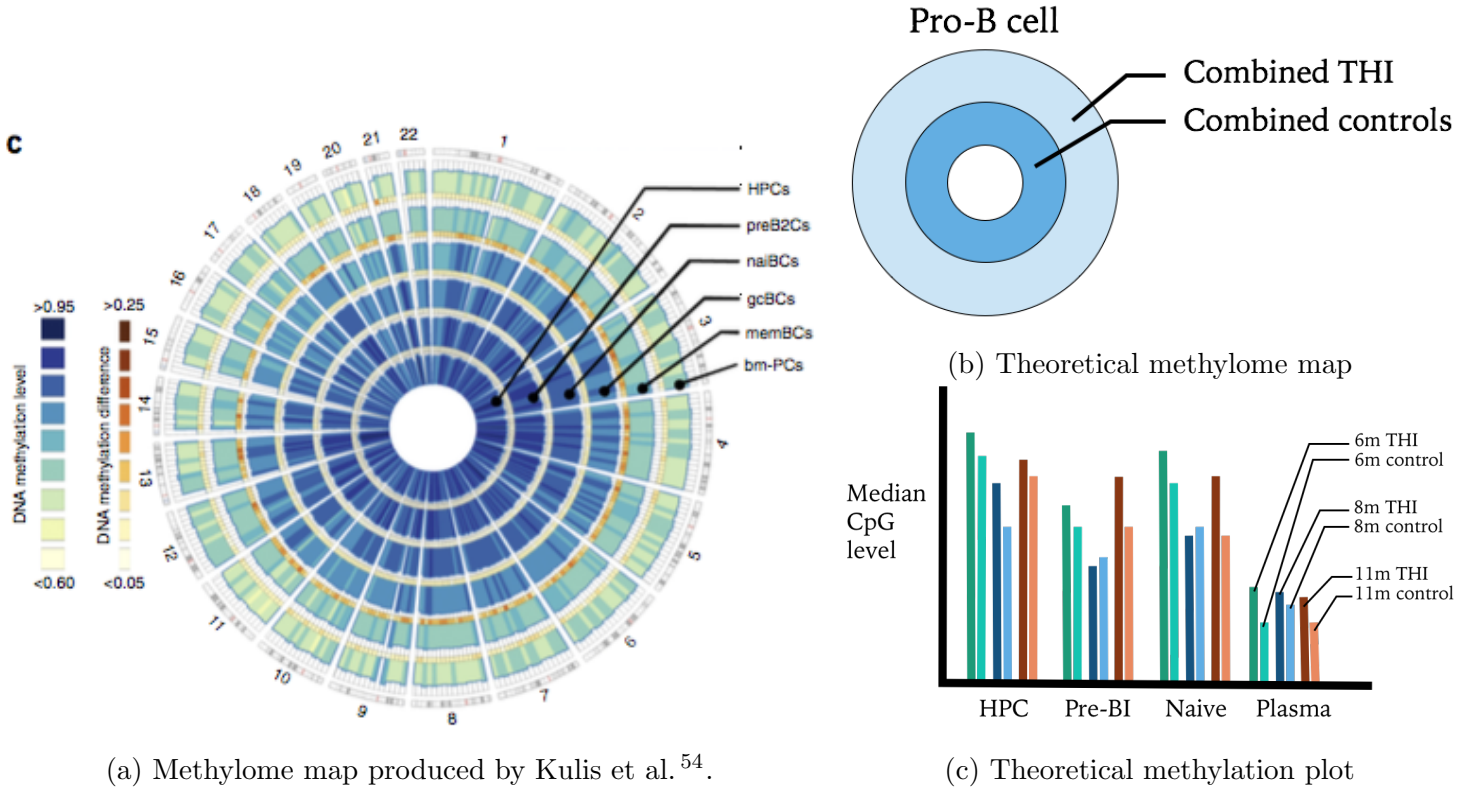 c
1
2
3
4
5
6
7
8
9
10
11
12
13
14
15
16
17
18
19
20
21
22
HPCs
preB2Cs
naiBCs
gcBCs
memBCs
bm-PCs
>0.95
DNA methylation level
<0.60
>0.25
DNA methylation difference
<0.05
(a) Methylome map produced by Kulis et al. 54.
Pro-B cell
Combined THI
Combined controls
(b) Theoretical methylome map
Median
CpG
level
6m THI
6m control
8m THI
8m control
11m THI
11m control
HPC Pre-BI Naive Plasma
(c) Theoretical methylation plot